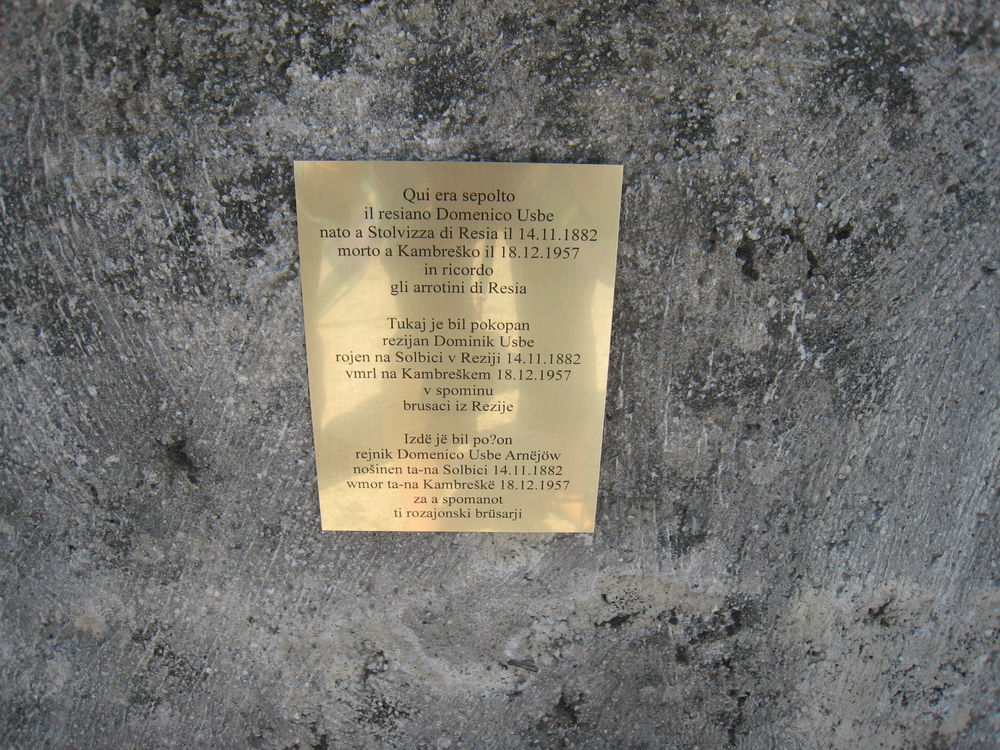 Qui era sepolto
il resiano Domenico Usbe
nato a Stolvizza di Resia il 14.11.1882
morto a Kambreško il 18.12.1957
in ricordo
gli arrotini di Resia
Tukaj je bil pokopan
rezijan Dominik Usbe
rojen na Solbici v Reziji 14.11.1882
vmrl na Kambreškem 18.12.1957
v spominu
brusaci iz Rezije
Izdë jë bil po?on
rejnik Domenico Usbe Arnëjöw
nošinen ta-na Solbici 14.11.1882
wmor ta-na Kambreškë 18.12.1957
za a spomanot
ti rozajonski brüsarji